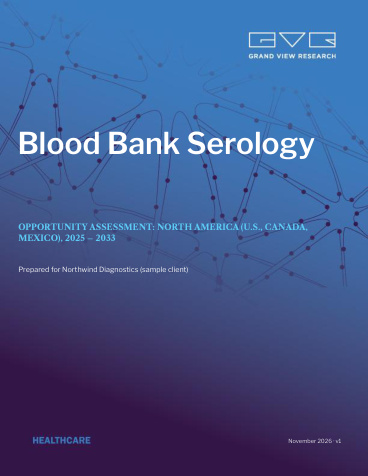 GRAND VIEW RESEARCH
Blood Bank Serology
OPPORTUNITY ASSESSMENT: NORTH AMERICA (U.S., CANADA,
MEXICO), 2025 – 2033
Prepared for Northwind Diagnostics (sample client)
HEALTHCARE
November 2026 · v1